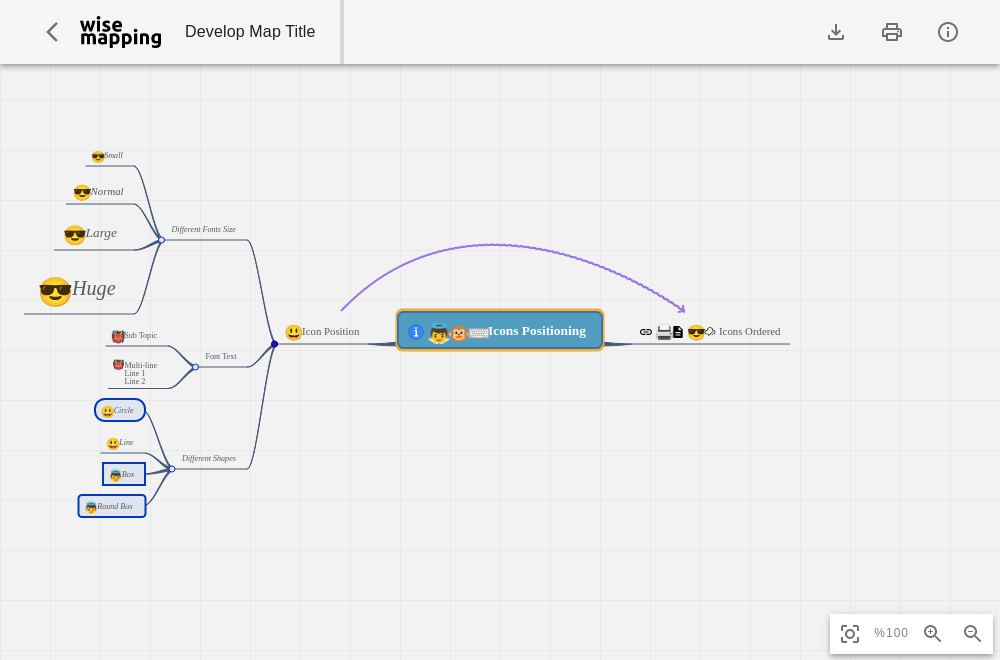 wise
mapping
Develop Map Title
Small
Normal
Large
Huge
Different Fonts Size
Sub Topic
Multi-line
Line 1
Line 2
Font Text
Circle
Line
Box
Round Box
Different Shapes
Icon Position
Icons Positioning
Icons Ordered
%100